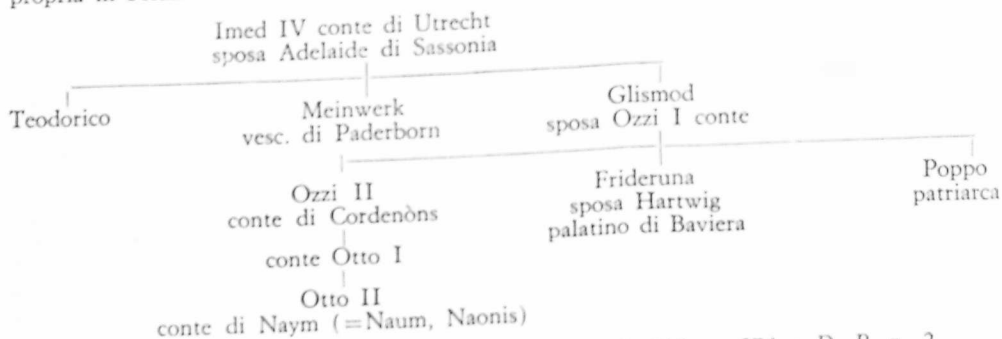 propria in
Imed IV conte di Utrecht
sposa Adelaide di Sassonia
Teodorico
Meinwerk
vesc. di Paderborn
Glismod
sposa Ozzi I conte
Ozzi II
conte di Cordenòns
conte Otto I
Otto II
conte di Naym (=Naum, Naonis)
Frideruna
sposa Hartwig
palatino di Baviera
Poppo
patriarca